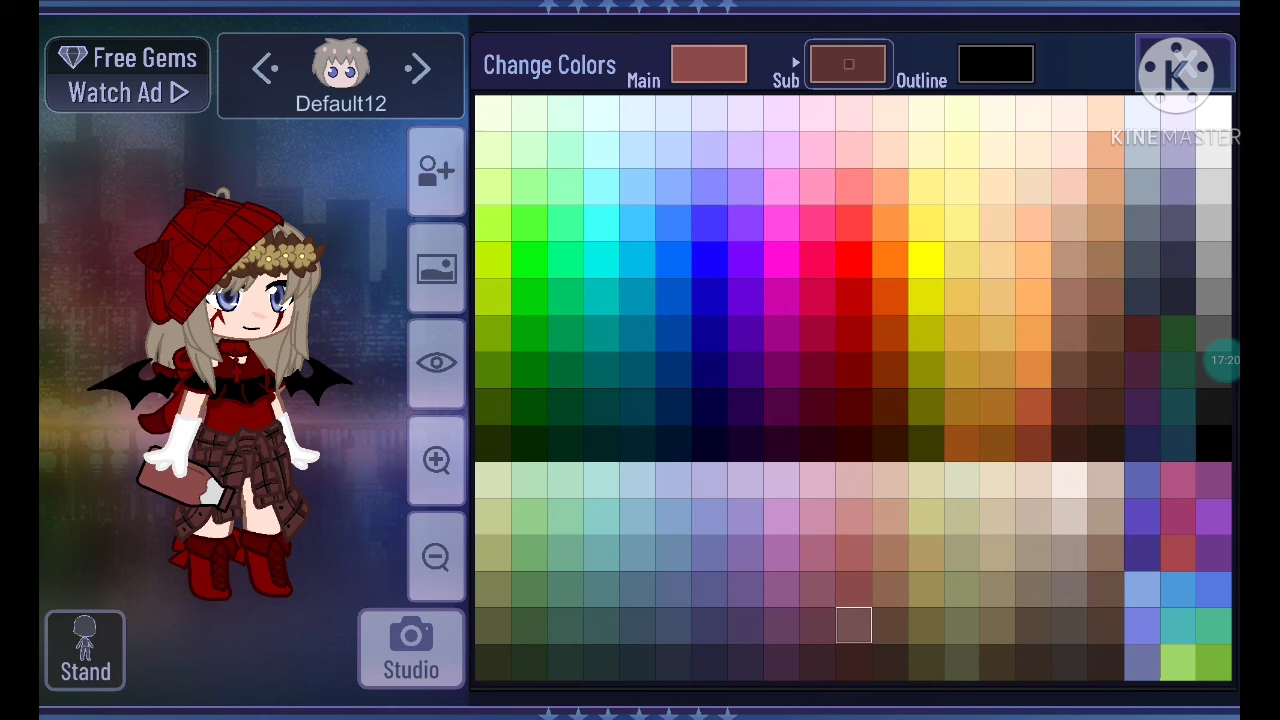 Free Gems
Watch Ad
Default12
Change Colors
Main
Sub
Outline
K
KINEMASTER
17:20
Stand
Studio